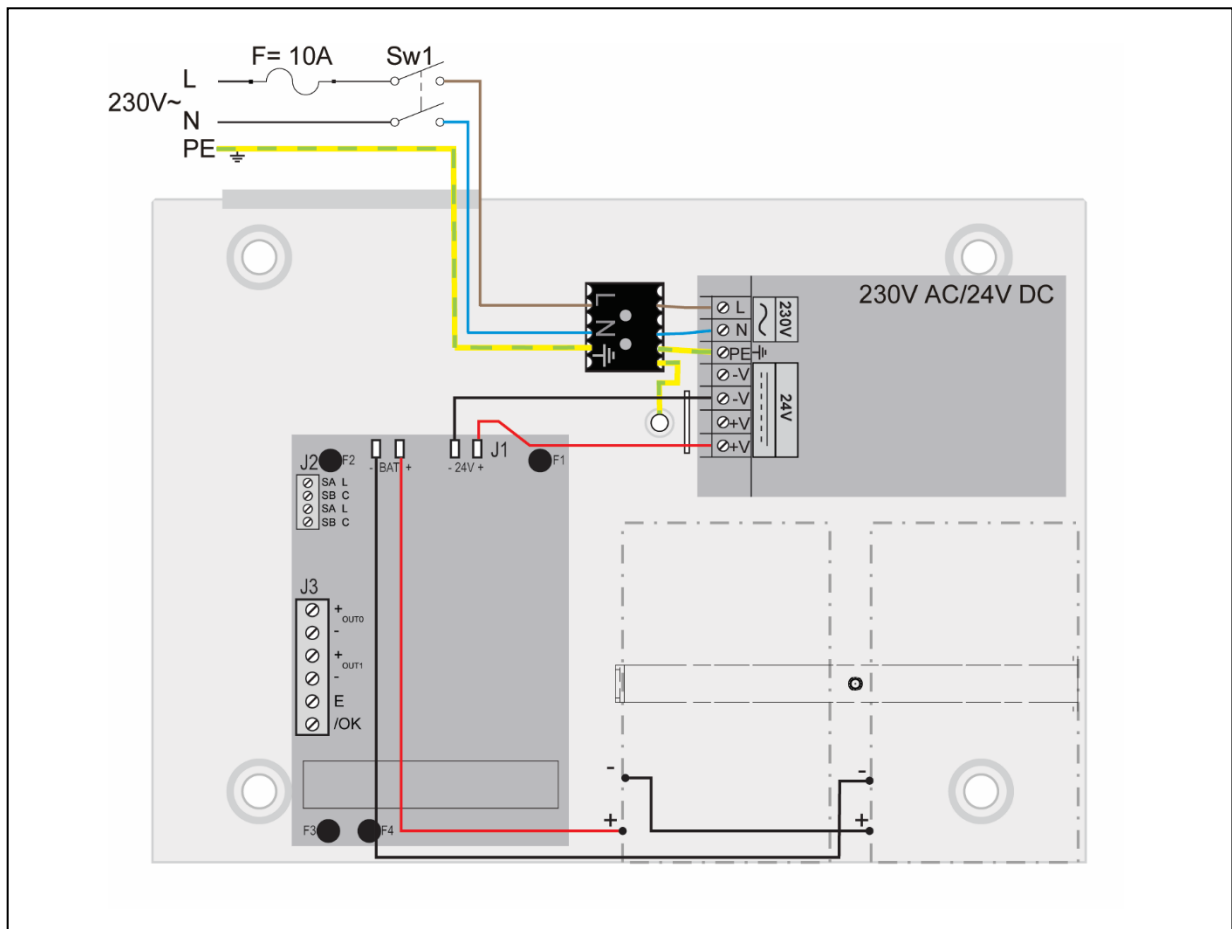 F= 10A Sw1
L
230V~
N
PE
L
N
230V AC/24V DC
L
N
PE
-V
-V
+V
+V
230V
24V
J1
- BAT +
- 24V +
F1
J2
F2
SA L
SB C
SA L
SB C
J3
+
OUT0
-
+
OUT1
-
E
/OK
F3
F4
-
+
-
+